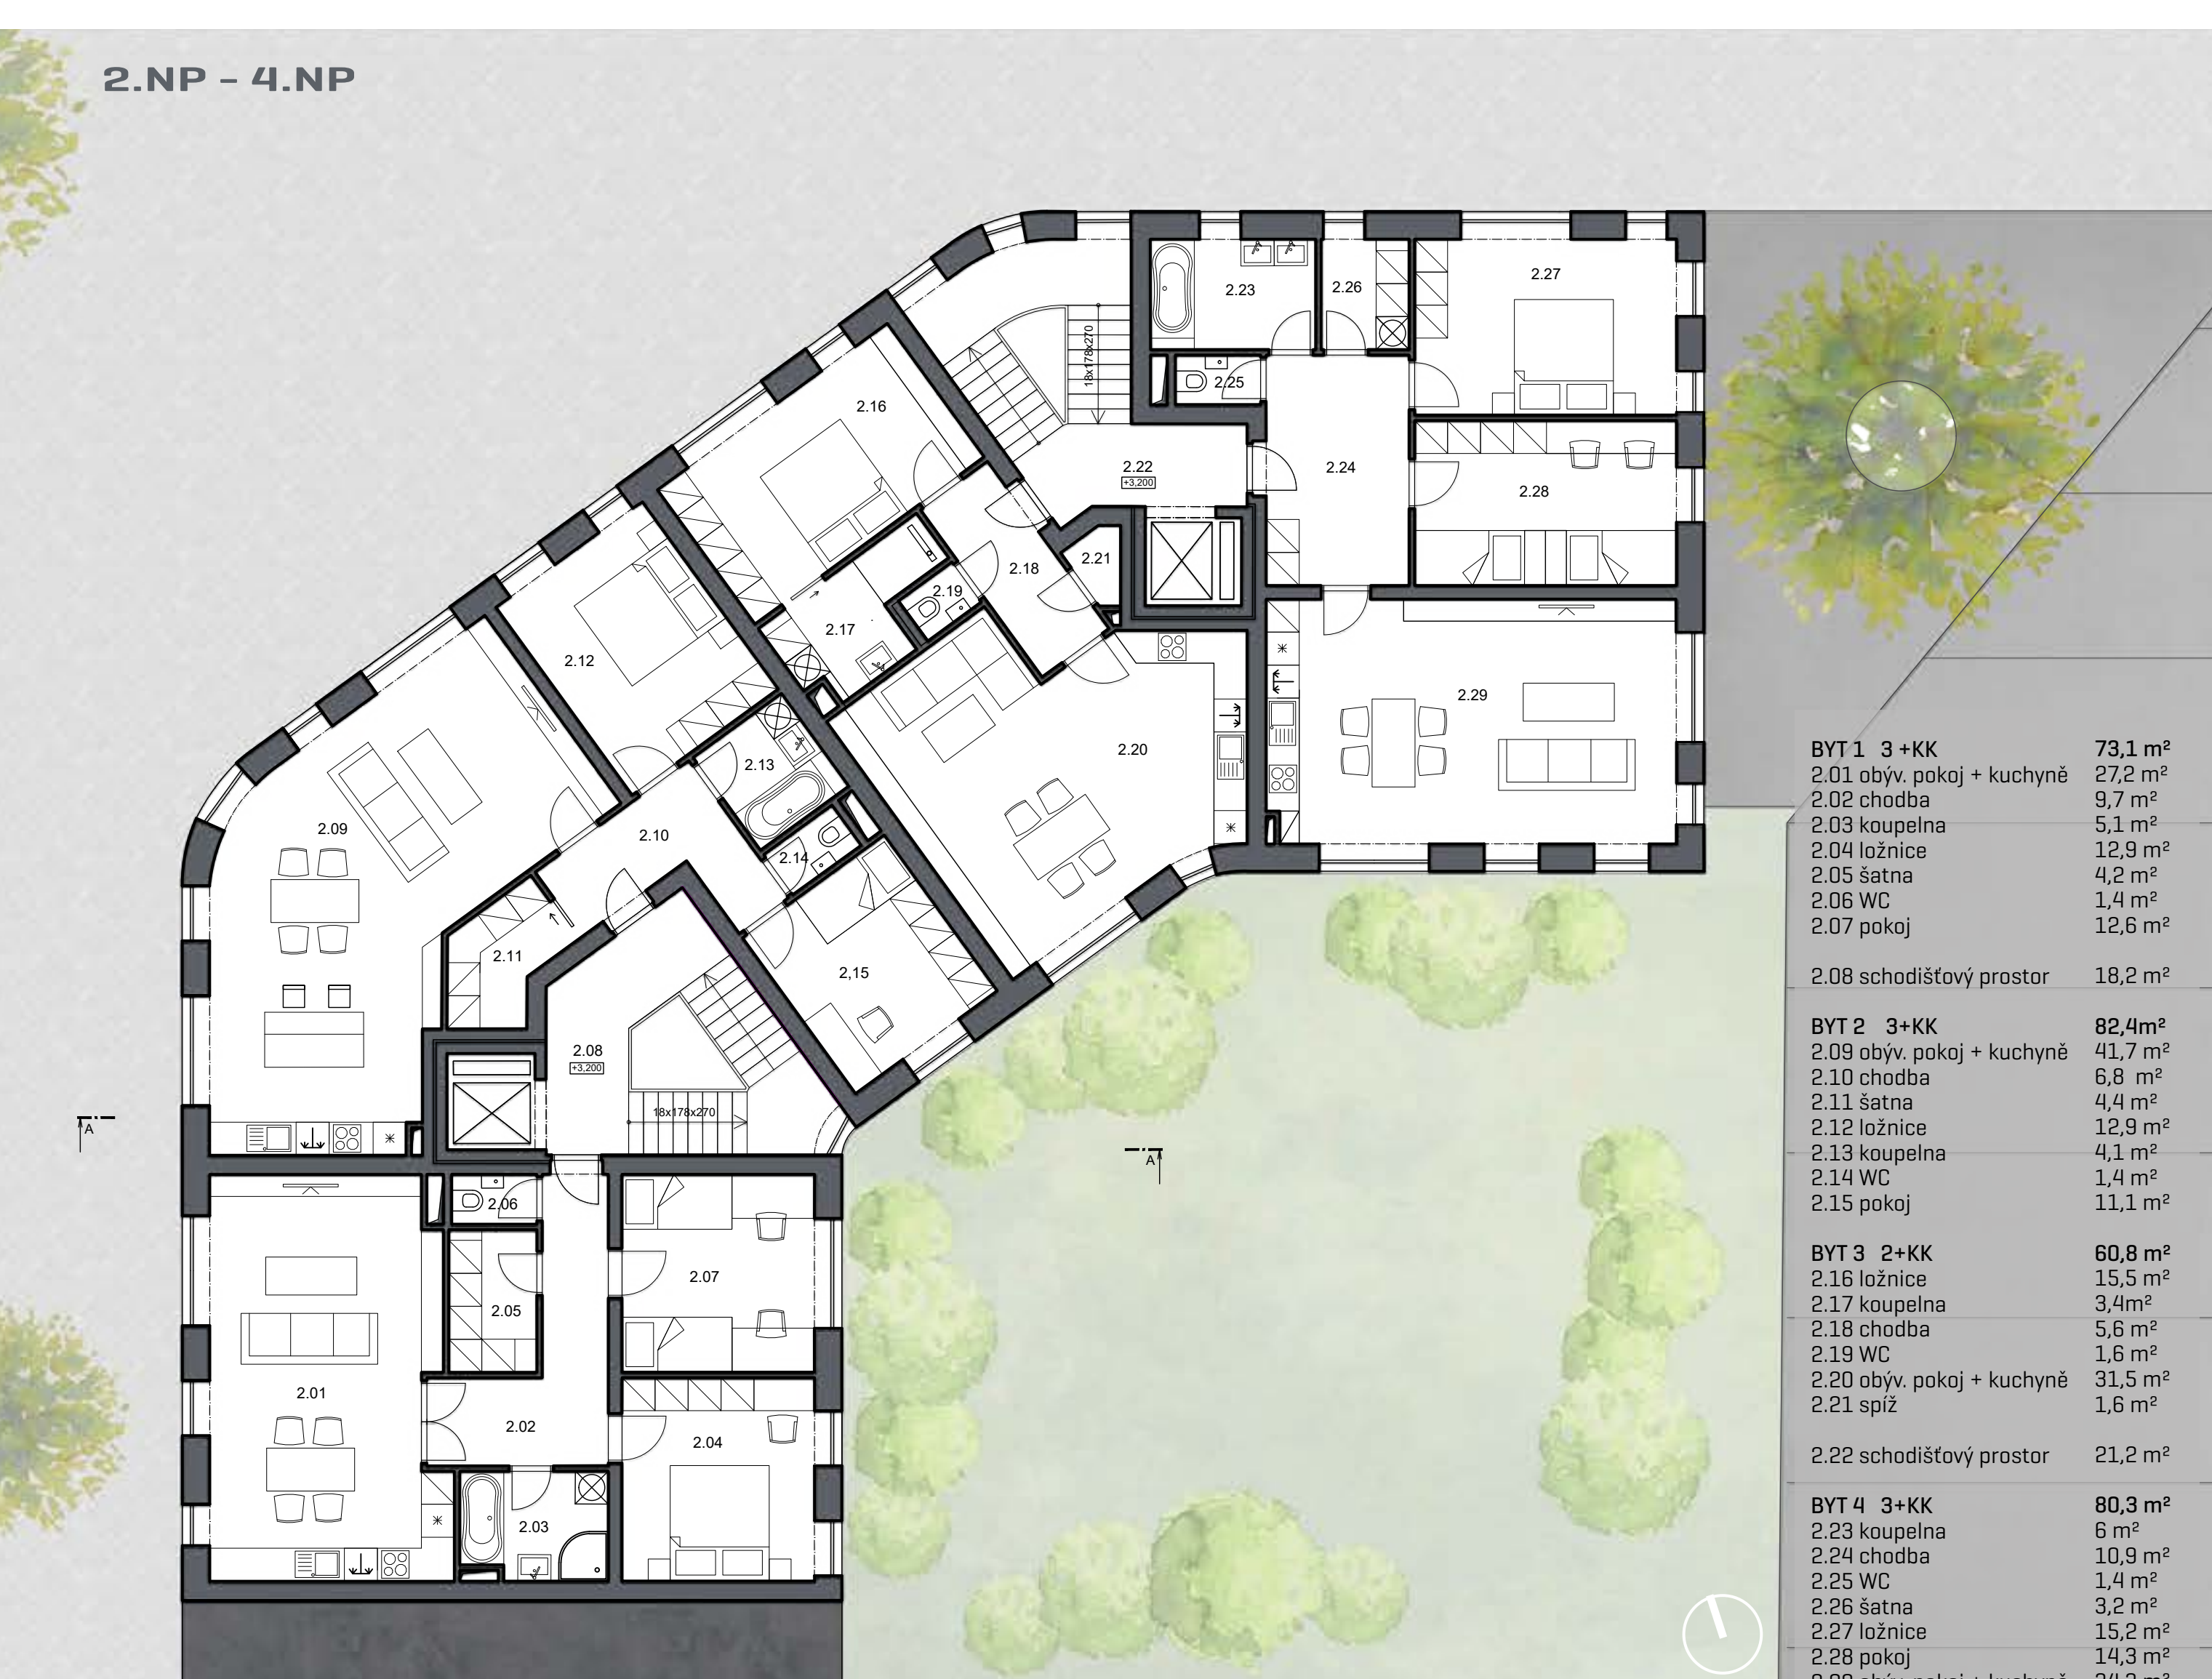 2.NP – 4.NP
2.27
2.23
2.26
18x178x270
2.25
2.16
2.22
+3,200
2.24
2.28
2.21
2.18
2.19
2.17
2.12
2.29
2.20
2.13
2.09
2.10
2.14
2.11
2,15
2.08
+3,200
18x178x270
A
A
2.06
2.07
2.05
2.01
2.02
2.04
2.03
BYT 1 3 +KK 73,1 m²
2.01 obýv. pokoj + kuchyně 27,2 m²
2.02 chodba 9,7 m²
2.03 koupelna 5,1 m²
2.04 ložnice 12,9 m²
2.05 šatna 4,2 m²
2.06 WC 1,4 m²
2.07 pokoj 12,6 m²
2.08 schodišťový prostor 18,2 m²
BYT 2 3+KK 82,4m²
2.09 obýv. pokoj + kuchyně 41,7 m²
2.10 chodba 6,8 m²
2.11 šatna 4,4 m²
2.12 ložnice 12,9 m²
2.13 koupelna 4,1 m²
2.14 WC 1,4 m²
2.15 pokoj 11,1 m²
BYT 3 2+KK 60,8 m²
2.16 ložnice 15,5 m²
2.17 koupelna 3,4m²
2.18 chodba 5,6 m²
2.19 WC 1,6 m²
2.20 obýv. pokoj + kuchyně 31,5 m²
2.21 spíž 1,6 m²
2.22 schodišťový prostor 21,2 m²
BYT 4 3+KK 80,3 m²
2.23 koupelna 6 m²
2.24 chodba 10,9 m²
2.25 WC 1,4 m²
2.26 šatna 3,2 m²
2.27 ložnice 15,2 m²
2.28 pokoj 14,3 m²